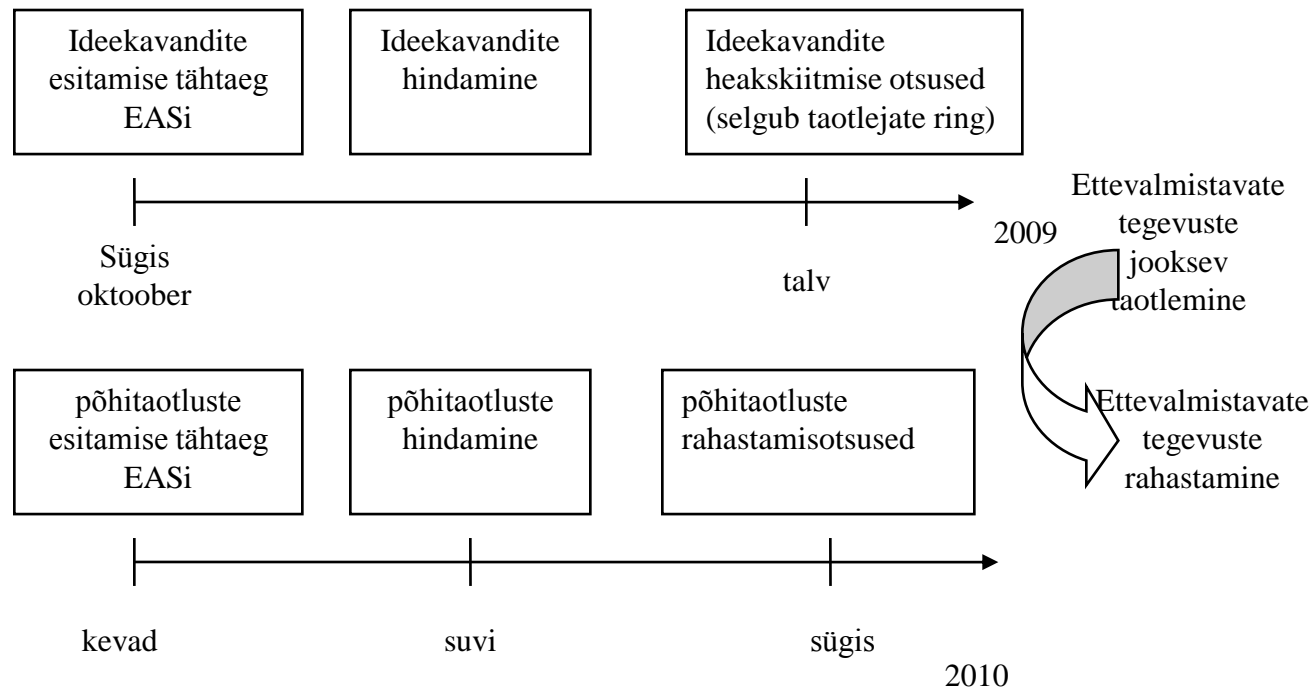 Ideekavandite
esitamise tähtaeg
EASi
Ideekavandite
hindamine
Ideekavandite
heakskiitmise otsused
(selgub taotlejate ring)
Sügis
oktoober
talv
2009
Ettevalmistavate
tegevuste
jooksev
taotlemine
põhitaotluste
esitamise tähtaeg
EASi
põhitaotluste
hindamine
põhitaotluste
rahastamisotsused
Ettevalmistavate
tegevuste
rahastamine
kevad
suvi
sügis
2010